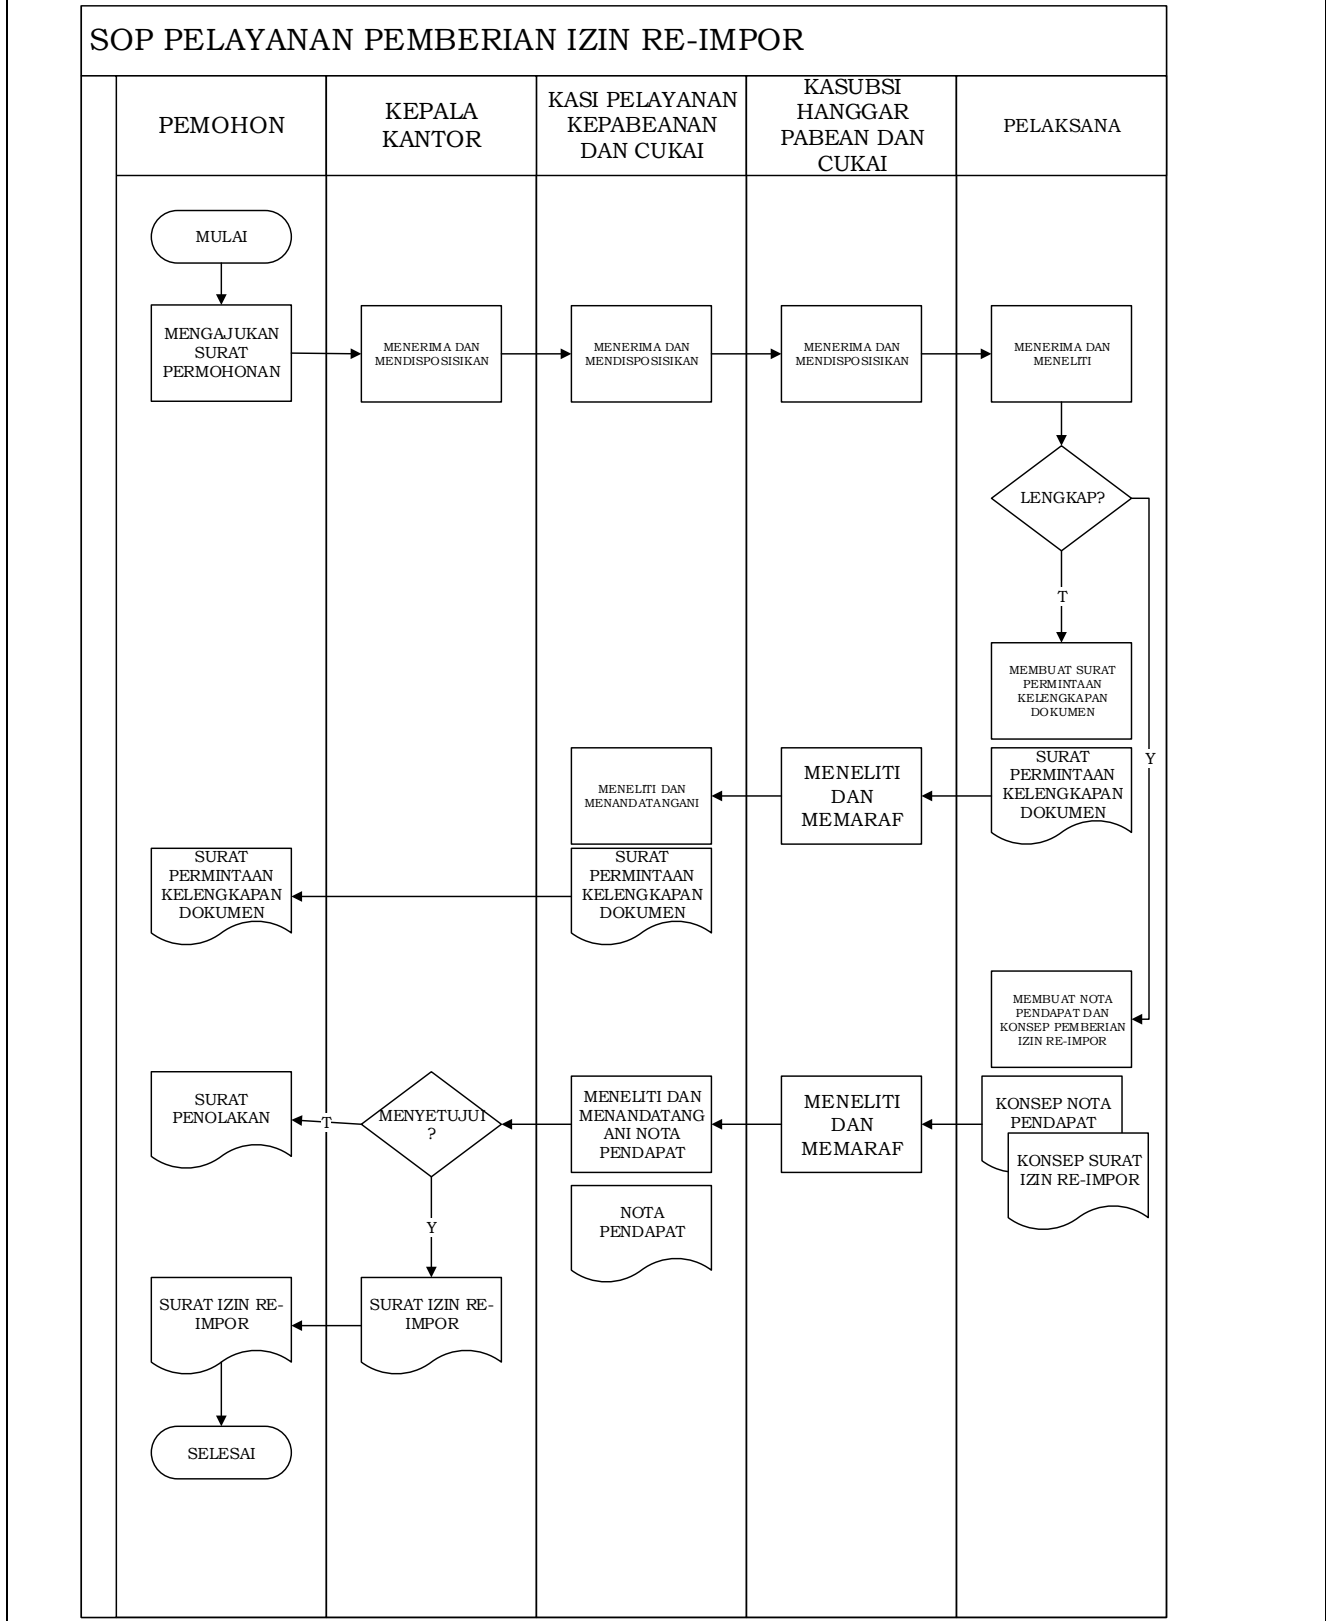 SOP PELAYANAN PEMBERIAN IZIN RE-IMPOR
PEMOHON
KEPALA
KANTOR
KASI PELAYANAN
KEPABEANAN
DAN CUKAI
KASUBSI
HANGGAR
PABEAN DAN
CUKAI
PELAKSANA
MULAI
MENGAJUKAN
SURAT
PERMOHONAN
MENERIMA DAN
MENDISPOSISIKAN
MENERIMA DAN
MENDISPOSISIKAN
MENERIMA DAN
MENDISPOSISIKAN
MENERIMA DAN
MENELITI
LENGKAP?
T
MEMBUAT SURAT
PERMINTAAN
KELENGKAPAN
DOKUMEN
Y
MENELITI DAN
MENANDATANGANI
MENELITI
DAN
MEMARAF
SURAT
PERMINTAAN
KELENGKAPAN
DOKUMEN
SURAT
PERMINTAAN
KELENGKAPAN
DOKUMEN
SURAT
PERMINTAAN
KELENGKAPAN
DOKUMEN
MEMBUAT NOTA
PENDAPAT DAN
KONSEP PEMBERIAN
IZIN RE-IMPOR
SURAT
PENOLAKAN
T
MENYETUJUI
?
MENELITI DAN
MENANDATANG
ANI NOTA
PENDAPAT
MENELITI
DAN
MEMARAF
KONSEP NOTA
PENDAPAT
KONSEP SURAT
IZIN RE-IMPOR
NOTA
PENDAPAT
Y
SURAT IZIN RE-
IMPOR
SURAT IZIN RE-
IMPOR
SELESAI